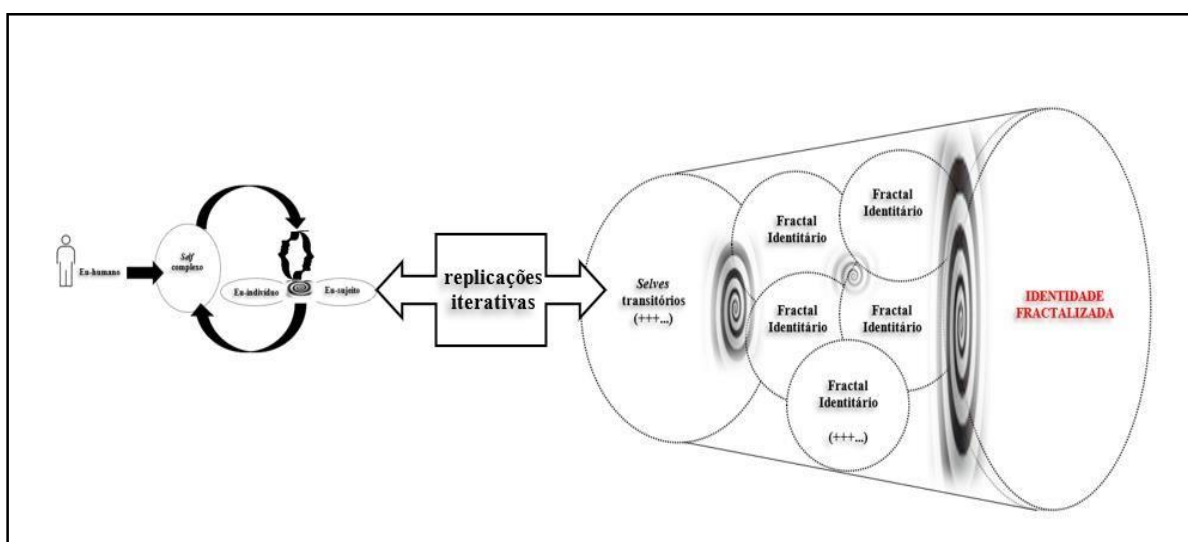 Eu-humano
Self
complexo
Eu-indivíduo
Eu-sujeito
replicações
iterativas
Selves
transitórios
(+++...)
Fractal
Identitário
Fractal
Identitário
Fractal
Identitário
Fractal
Identitário
Fractal
Identitário
(+++...)
IDENTIDADE
FRACTALIZADA